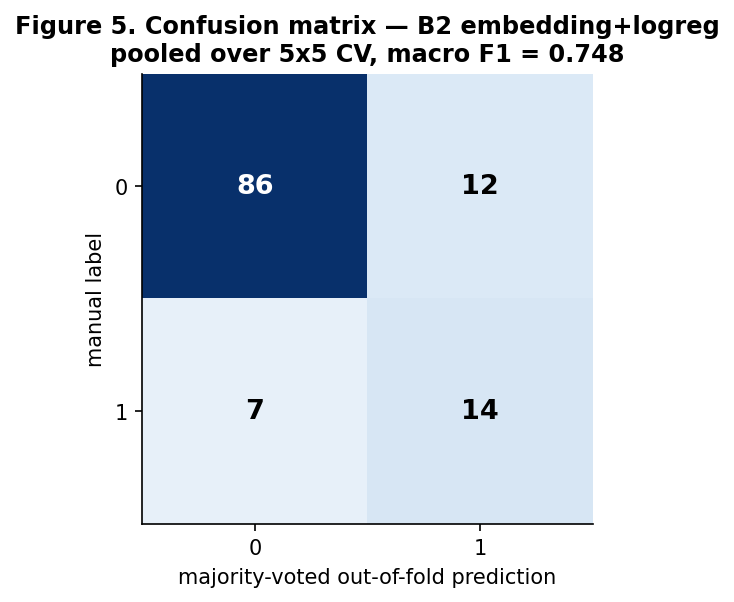 Figure 5. Confusion matrix — B2 embedding+logreg
pooled over 5x5 CV, macro F1 = 0.748
0
86
12
manual label
1
7
14
0
1
majority-voted out-of-fold prediction